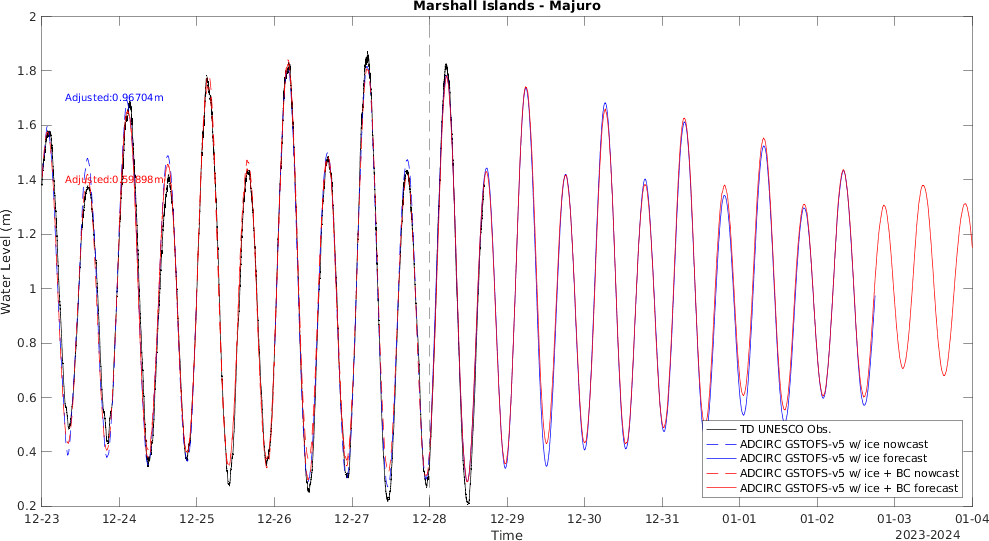 Marshall Islands - Majuro
2
1.8
1.6
1.4
1.2
1
0.8
0.6
0.4
0.2
Water Level (m)
Adjusted:0.96704m
Adjusted:0.59898m
TD UNESCO Obs.
ADCIRC GSTOFS-v5 w/ ice nowcast
ADCIRC GSTOFS-v5 w/ ice forecast
ADCIRC GSTOFS-v5 w/ ice + BC nowcast
ADCIRC GSTOFS-v5 w/ ice + BC forecast
12-23 12-24 12-25 12-26 12-27 12-28 12-29 12-30 12-31 01-01 01-02 01-03 01-04
Time
2023-2024